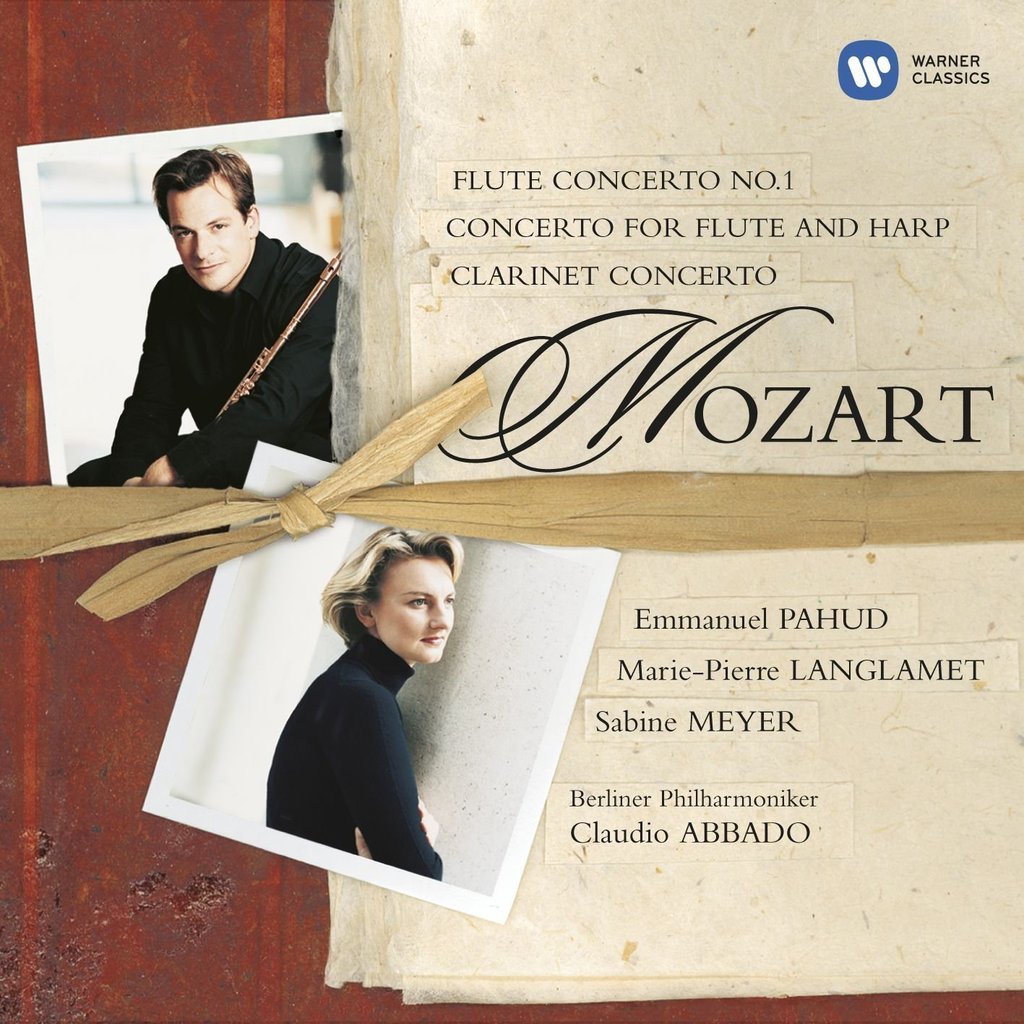 WARNER
CLASSICS
FLUTE CONCERTO NO.1
CONCERTO FOR FLUTE AND HARP
CLARINET CONCERTO
MOZART
Emmanuel PAHUD
Marie-Pierre LANGLAMET
Sabine MEYER
Berliner Philharmoniker
Claudio ABBADO